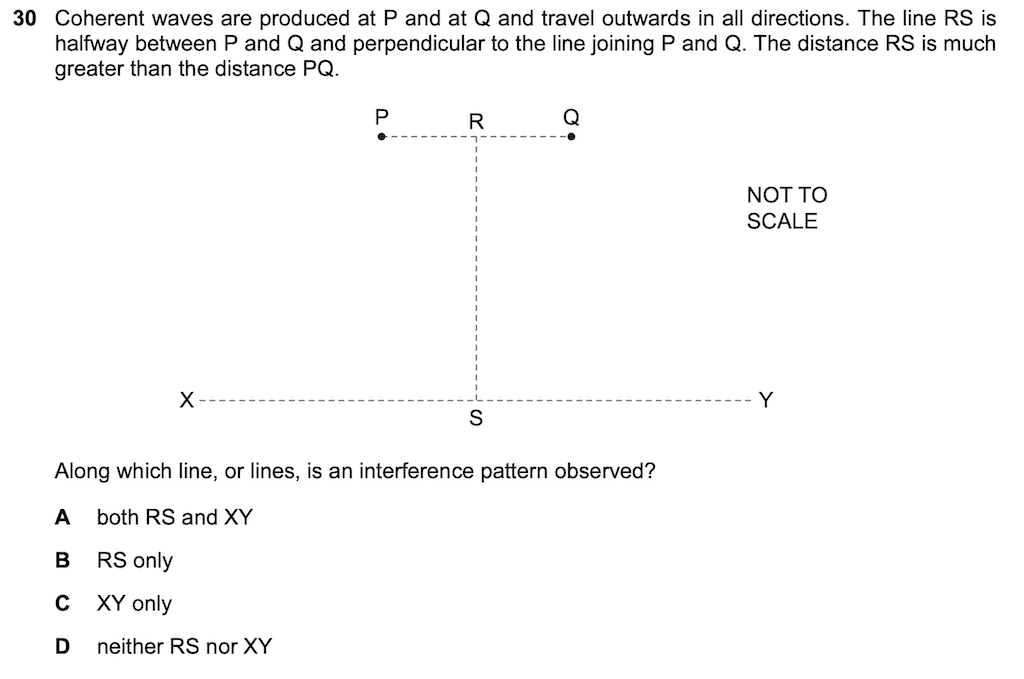 30 Coherent waves are produced at P and at Q and travel outwards in all directions. The line RS is
halfway between P and Q and perpendicular to the line joining P and Q. The distance RS is much
greater than the distance PQ.
P R Q
NOT TO
SCALE
X Y
S
Along which line, or lines, is an interference pattern observed?
A both RS and XY
B RS only
C XY only
D neither RS nor XY